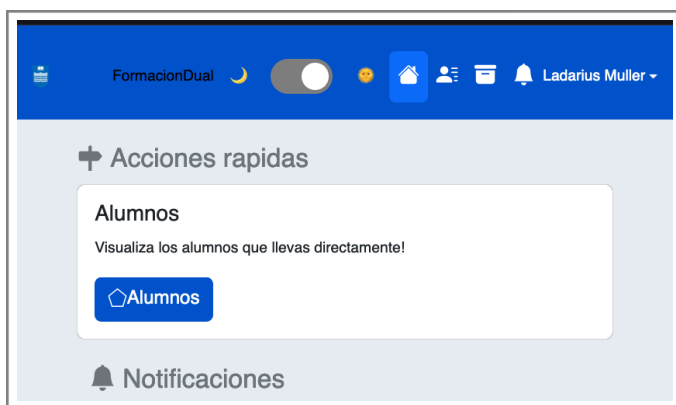 FormacionDual
Ladarius Muller
Acciones rapidas
Alumnos
Visualiza los alumnos que llevas directamente!
Alumnos
Notificaciones